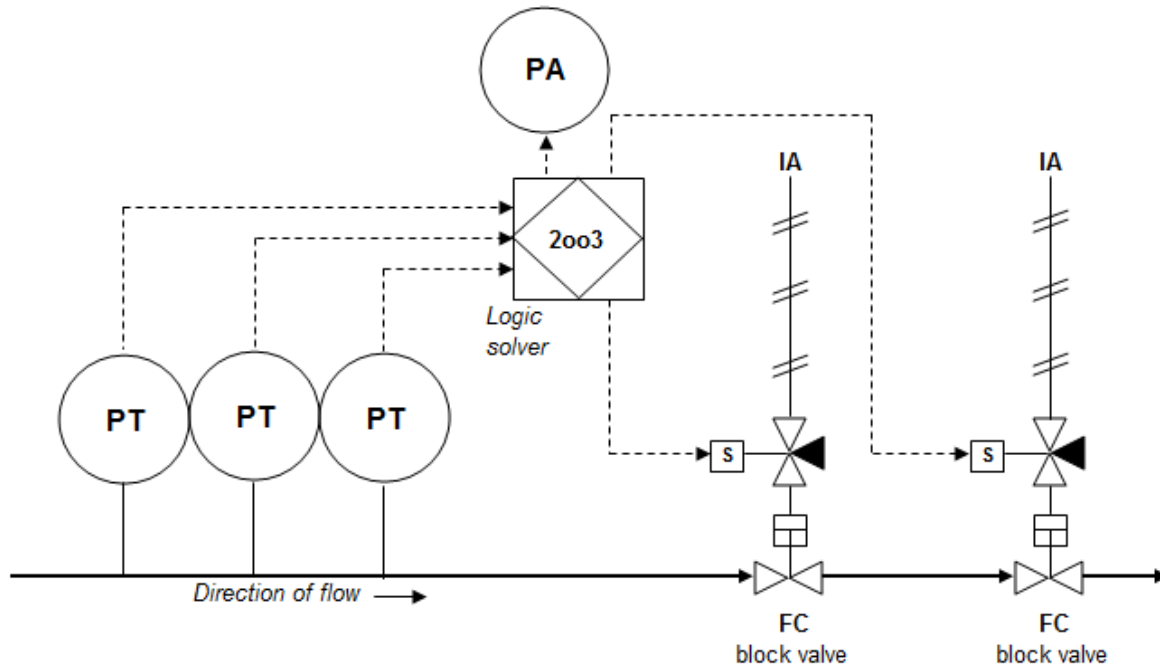 PA
IA
IA
2oo3
Logic
solver
PT
PT
PT
S
S
Direction of flow
FC
block valve
FC
block valve